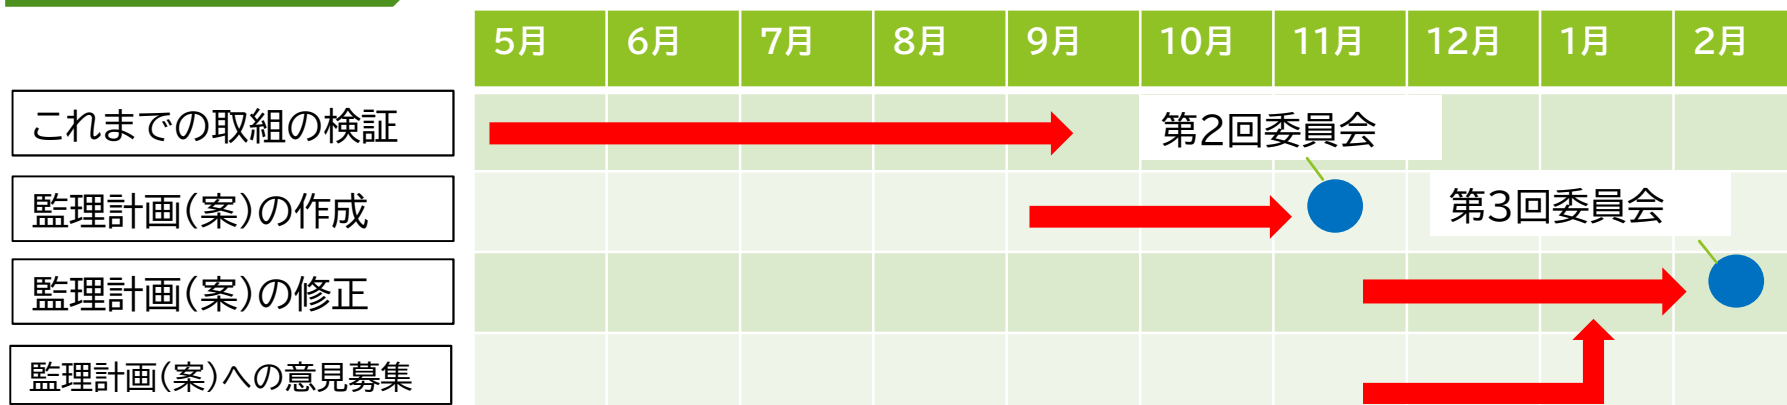 5月 6月 7月 8月 9月 10月 11月 12月 1月 2月
これまでの取組の検証
第2回委員会
監理計画(案)の作成
第3回委員会
監理計画(案)の修正
監理計画(案)への意見募集